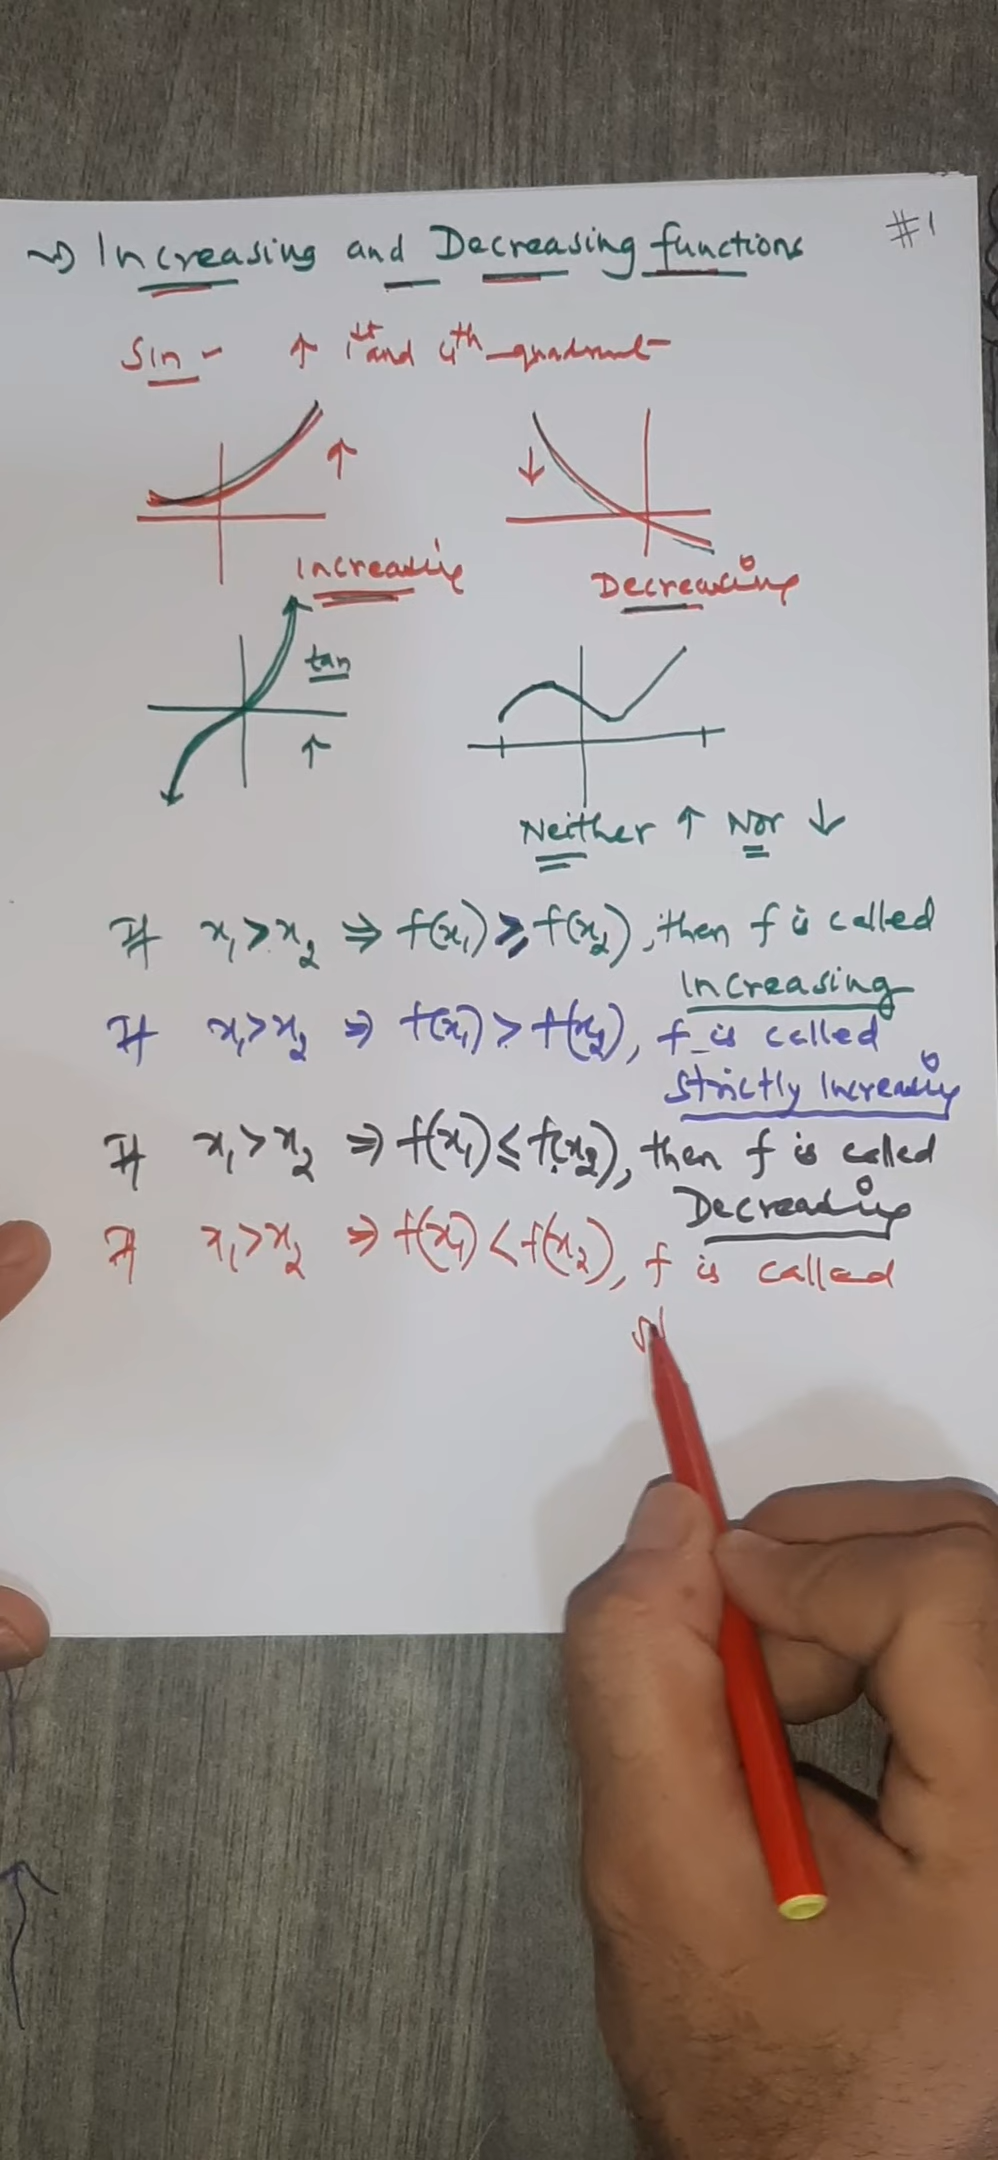 #1
→ Increasing and Decreasing functions
Sin - ↑ 1st and 4th quadrant
↑
↓
Increasing
Decreasing
tan
↑
Neither ↑ Nor ↓
If x₁>x₂ ⇒ f(x₁) ≥ f(x₂), then f is called
Increasing
If x₁>x₂ ⇒ f(x₁) > f(x₂), f is called
Strictly Increasing
If x₁>x₂ ⇒ f(x₁) ≤ f(x₂), then f is called
Decreasing
If x₁>x₂ ⇒ f(x₁) < f(x₂), f is called